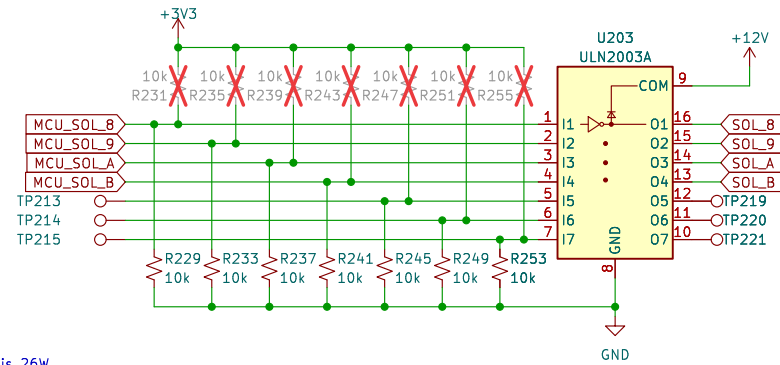 +3V3
U203
ULN2003A
+12V
10k 10k 10k 10k 10k 10k 10k
R231 R235 R239 R243 R247 R251 R255
COM 9
MCU_SOL_8 1 I1 O1 16 SOL_8
MCU_SOL_9 2 I2 O2 15 SOL_9
MCU_SOL_A 3 I3 O3 14 SOL_A
MCU_SOL_B 4 I4 O4 13 SOL_B
TP213 5 I5 O5 12 TP219
TP214 6 I6 O6 11 TP220
TP215 7 I7 O7 10 TP221
GND
8
R229 R233 R237 R241 R245 R249 R253
10k 10k 10k 10k 10k 10k 10k
GND
is 26W